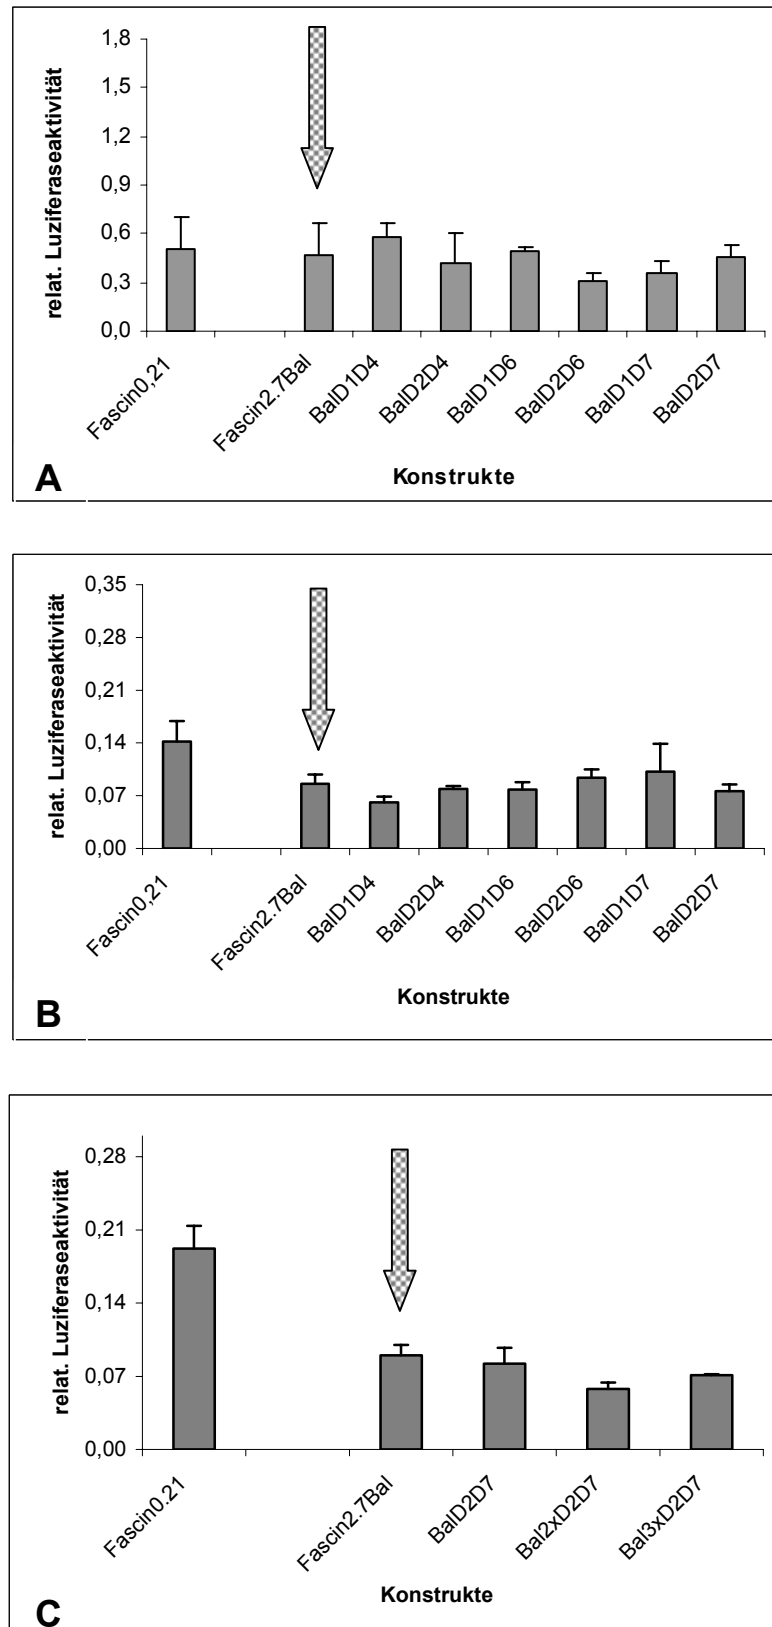 relat. Luziferaseaktivität
1,8
1,5
1,2
0,9
0,6
0,3
0,0
Fascin0,21
Fascin2.7Bal
BalD1D4
BalD2D4
BalD1D6
BalD2D6
BalD1D7
BalD2D7
Konstrukte
A
relat. Luziferaseaktivität
0,35
0,28
0,21
0,14
0,07
0,00
Fascin0,21
Fascin2.7Bal
BalD1D4
BalD2D4
BalD1D6
BalD2D6
BalD1D7
BalD2D7
Konstrukte
B
relat. Luziferaseaktivität
0,28
0,21
0,14
0,07
0,00
Fascin0.21
Fascin2.7Bal
BalD2D7
Bal2xD2D7
Bal3xD2D7
Konstrukte
C